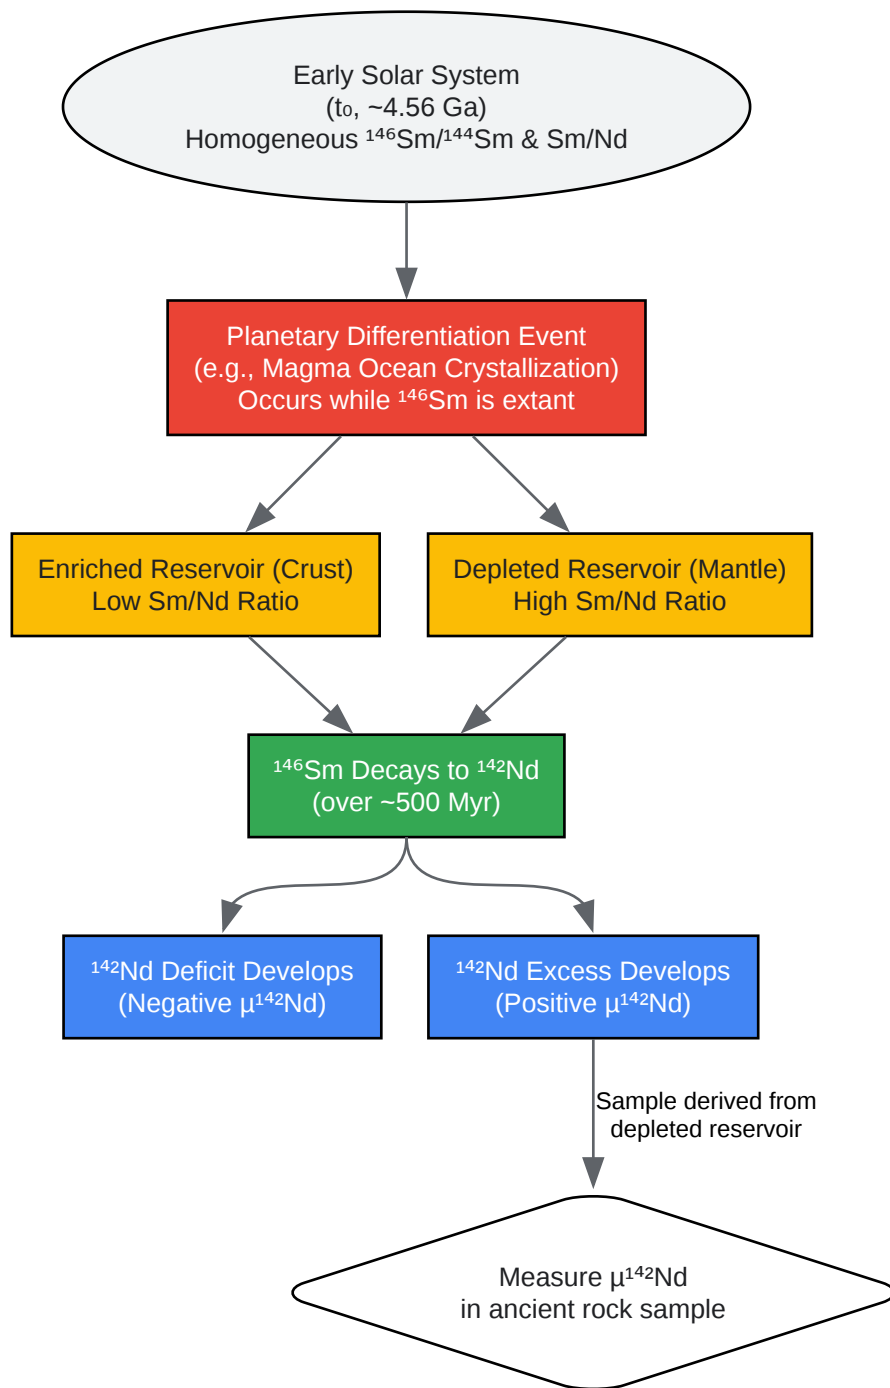 Early Solar System
(t₀, ~4.56 Ga)
Homogeneous ¹⁴⁶Sm/¹⁴⁴Sm & Sm/Nd
Planetary Differentiation Event
(e.g., Magma Ocean Crystallization)
Occurs while ¹⁴⁶Sm is extant
Enriched Reservoir (Crust)
Low Sm/Nd Ratio
Depleted Reservoir (Mantle)
High Sm/Nd Ratio
¹⁴⁶Sm Decays to ¹⁴²Nd
(over ~500 Myr)
¹⁴²Nd Deficit Develops
(Negative µ¹⁴²Nd)
¹⁴²Nd Excess Develops
(Positive µ¹⁴²Nd)
Sample derived from
depleted reservoir
Measure µ¹⁴²Nd
in ancient rock sample